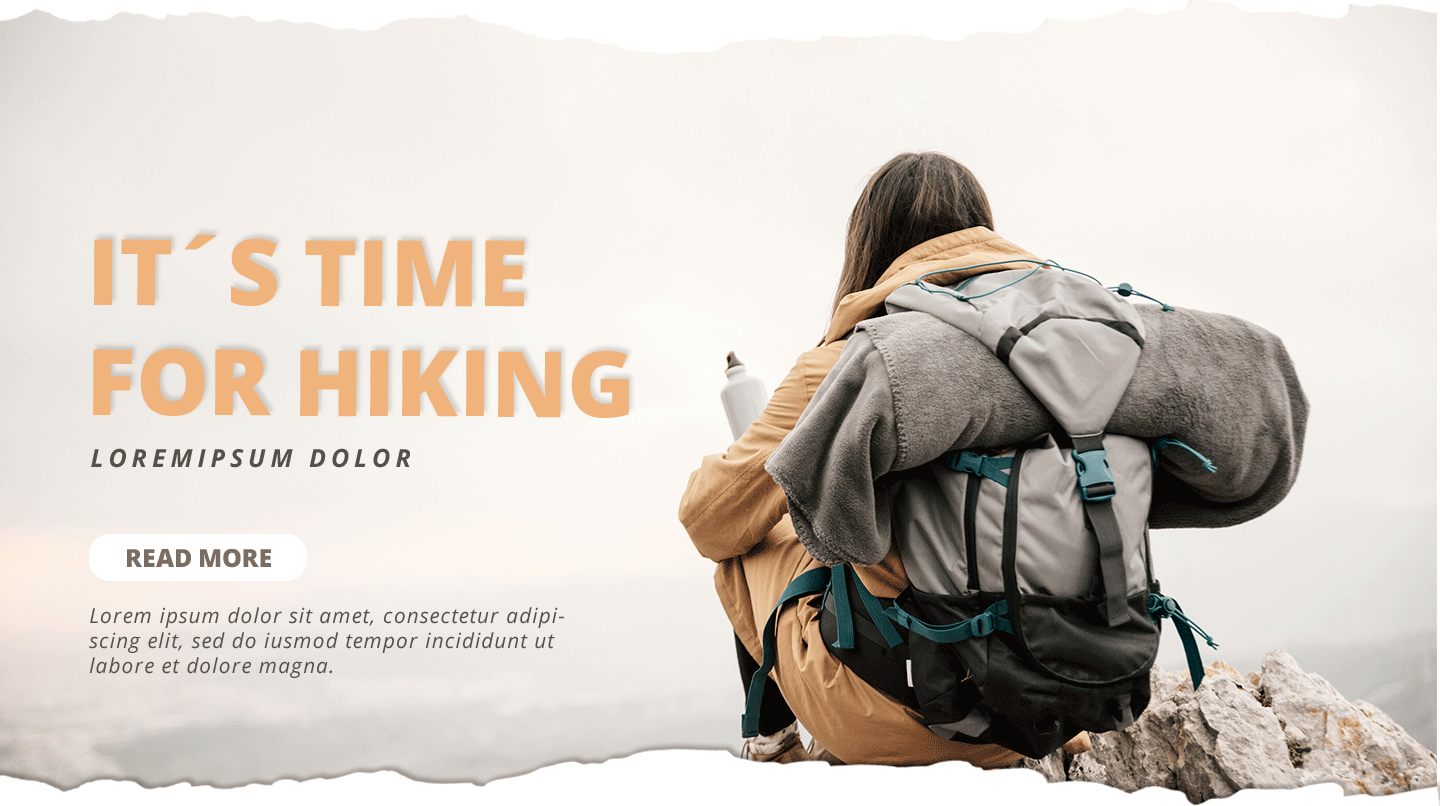 IT´S TIME
FOR HIKING
LOREMIPSUM DOLOR
READ MORE
Lorem ipsum dolor sit amet, consectetur adipi-
scing elit, sed do iusmod tempor incididunt ut
labore et dolore magna.